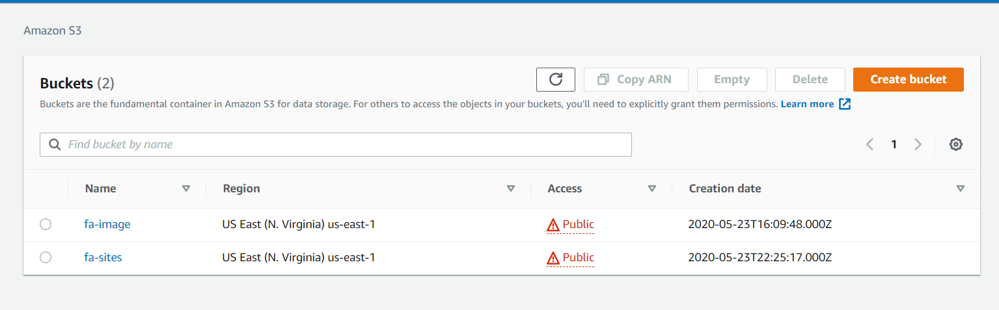 Amazon S3
Buckets (2)
Copy ARN
Empty
Delete
Create bucket
Buckets are the fundamental container in Amazon S3 for data storage. For others to access the objects in your buckets, you'll need to explicitly grant them permissions. Learn more
Find bucket by name
1
Name Region Access Creation date
fa-image US East (N. Virginia) us-east-1 Public 2020-05-23T16:09:48.000Z
fa-sites US East (N. Virginia) us-east-1 Public 2020-05-23T22:25:17.000Z